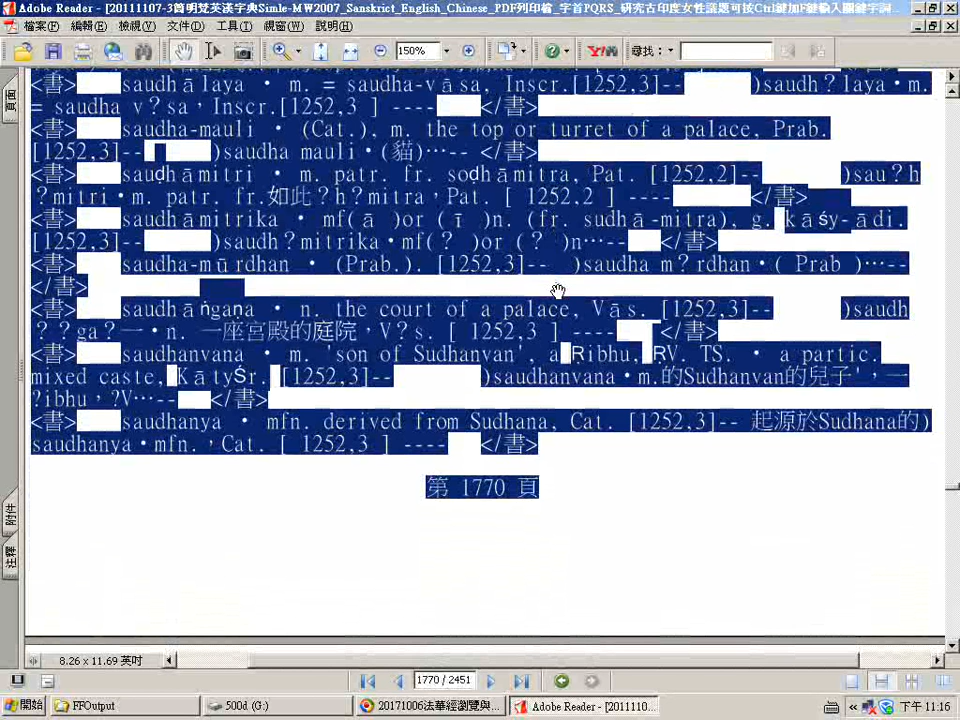 Adobe Reader - [20111107-3簡明梵英漢字典Simle-MW2007_Sanskrict_English_Chinese_PDF列印檔_字首PQRS_研究古印度女性議題可按Ctrl鍵加F鍵輸入關鍵字詞
檔案(F) 編輯(E) 檢視(V) 文件(D) 工具(T) 視窗(W) 說明(H)
150% Y! 尋找：
頁面
<書> saudhālaya • m. = saudha-vāsa, Inscr.[1252,3]-- )saudh?laya•m.
= saudha v?sa，Inscr.[1252,3 ] ---- </書>
<書> saudha-mauli • (Cat.), m. the top or turret of a palace, Prab.
[1252,3]-- )saudha mauli•(貓)…-- </書>
<書> sauḍhāmitri • m. patr. fr. soḍhāmitra, Pat. [1252,2]-- )sau?h
?mitri•m. patr. fr.如此?h?mitra，Pat. [ 1252,2 ] ---- </書>
<書> saudhāmitrika • mf(ā )or (ī )n. (fr. sudhā-mitra), g. kāśy-ādi.
[1252,3]-- )saudh?mitrika•mf(? )or (? )n…-- </書>
<書> saudha-mūrdhan • (Prab.). [1252,3]-- )saudha m?rdhan•( Prab )…--
</書>
<書> saudhāṅgaṇa • n. the court of a palace, Vās. [1252,3]-- )saudh
??ga?一•n. 一座宮殿的庭院，V?s. [ 1252,3 ] ---- </書>
<書> saudhanvana • m. 'son of Sudhanvan', a Ribhu, ṚV. TS. • a partic.
mixed caste, KātyŚr. [1252,3]-- )saudhanvana•m.的Sudhanvan的兒子'，一
?ibhu，?V…-- </書>
<書> saudhanya • mfn. derived from Sudhana, Cat. [1252,3]-- 起源於Sudhana的)
saudhanya•mfn.，Cat. [ 1252,3 ] ---- </書>
第 1770 頁
附件
注釋
8.26 x 11.69 英吋
1770 / 2451
開始 FFOutput 500d (G:) 20171006法華經瀏覽與... Adobe Reader - [2011110... 下午 11:16